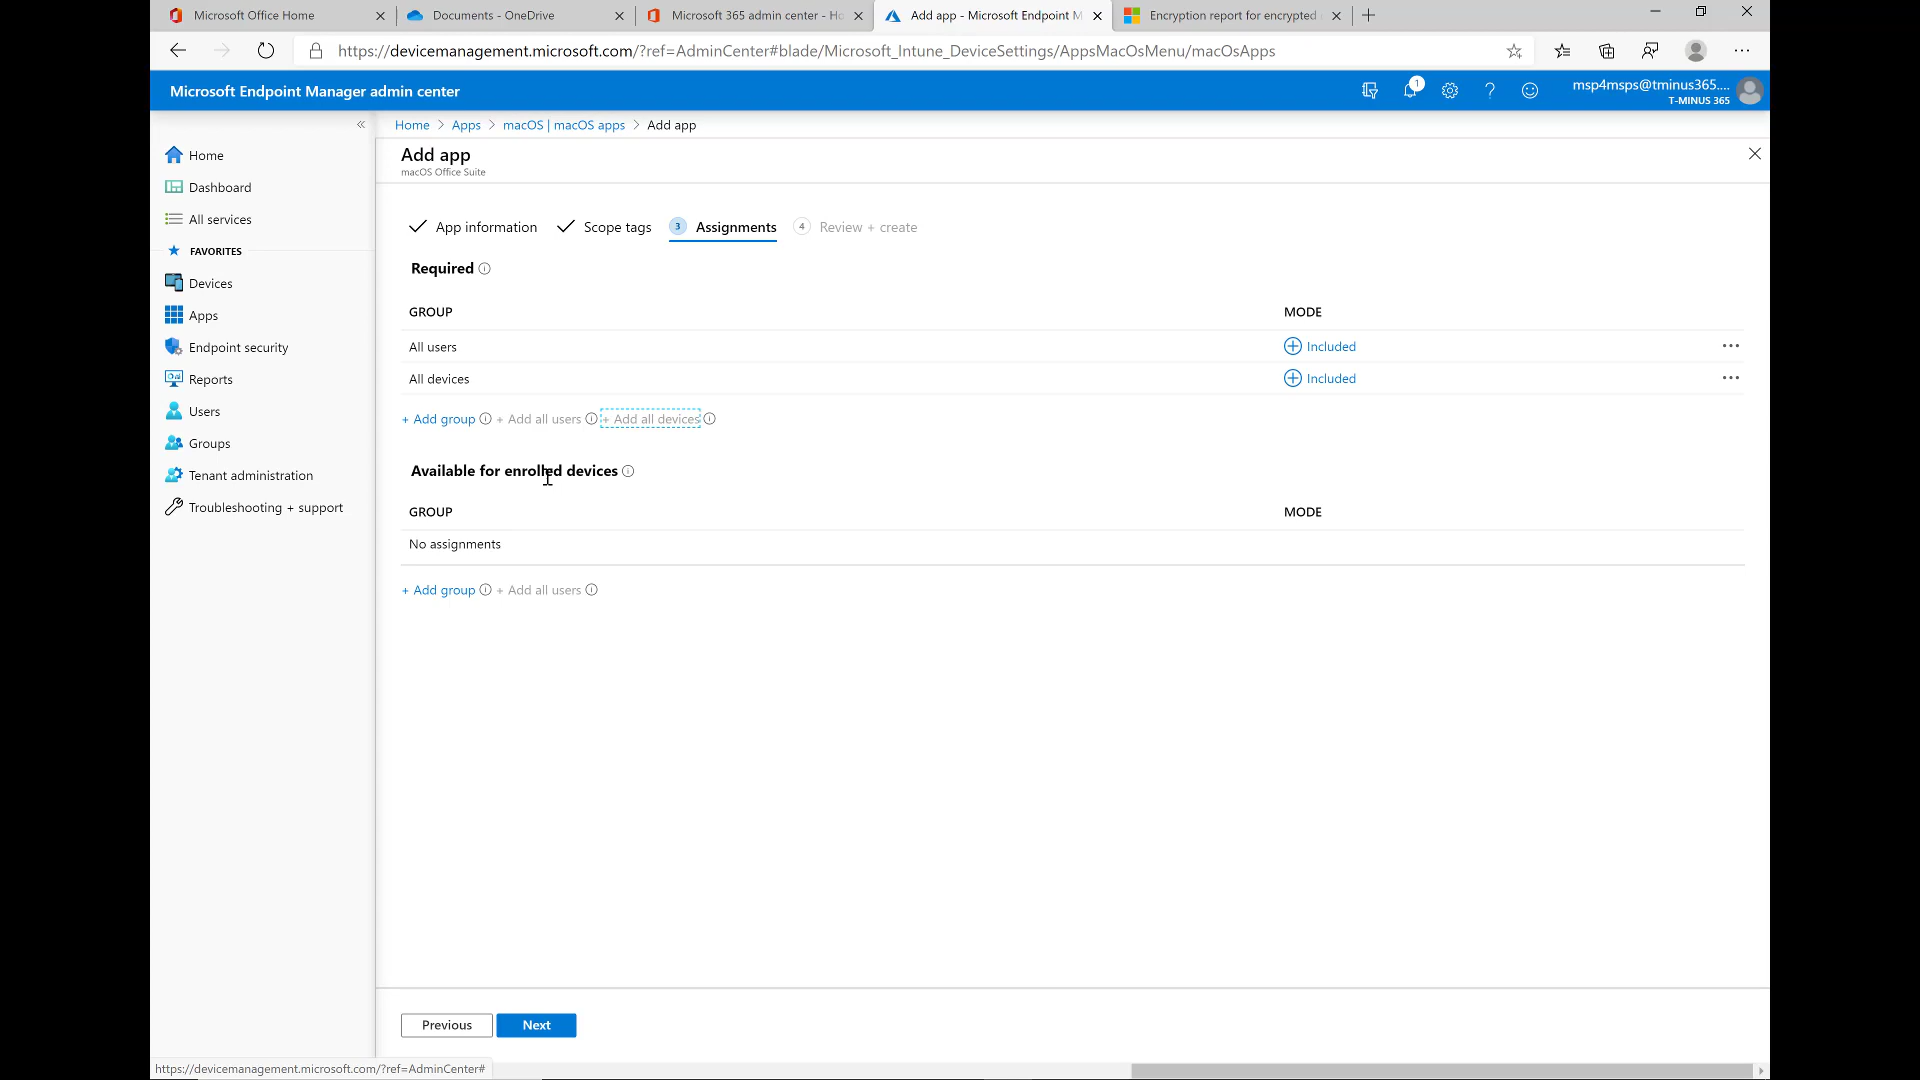 Microsoft Office Home
Documents - OneDrive
Microsoft 365 admin center - Ho
Add app - Microsoft Endpoint M
Encryption report for encrypted
https://devicemanagement.microsoft.com/?ref=AdminCenter#blade/Microsoft_Intune_DeviceSettings/AppsMacOsMenu/macOsApps
Microsoft Endpoint Manager admin center
1
msp4msps@tminus365....
T-MINUS 365
Home > Apps > macOS | macOS apps > Add app
Home
Dashboard
All services
FAVORITES
Devices
Apps
Endpoint security
Reports
Users
Groups
Tenant administration
Troubleshooting + support
Add app
macOS Office Suite
App information
Scope tags
3 Assignments
4 Review + create
Required
GROUP MODE
All users Included
All devices Included
+ Add group + Add all users + Add all devices
Available for enrolled devices
GROUP MODE
No assignments
+ Add group + Add all users
Previous
Next
https://devicemanagement.microsoft.com/?ref=AdminCenter#